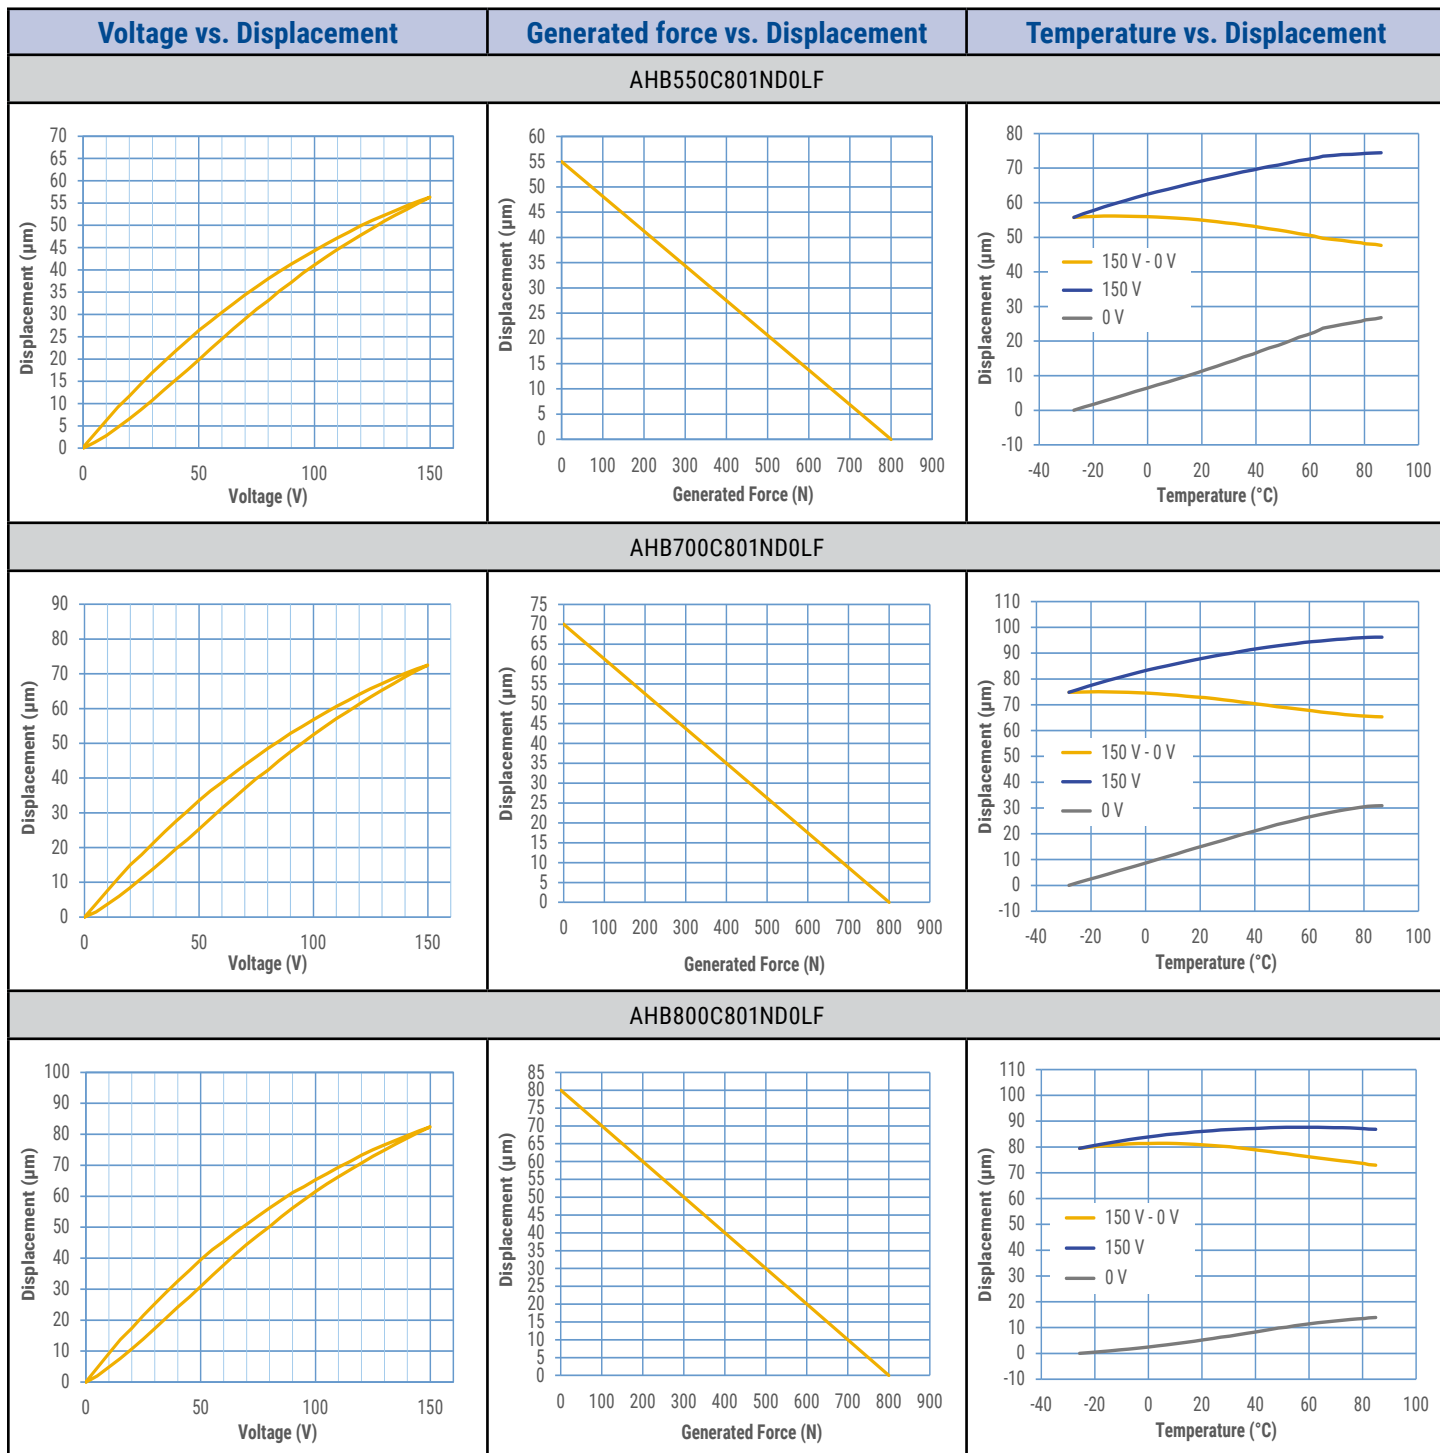 Voltage vs. Displacement
Generated force vs. Displacement
Temperature vs. Displacement
AHB550C801ND0LF
Displacement (µm)
70
65
60
55
50
45
40
35
30
25
20
15
10
5
0
0 50 100 150
Voltage (V)
Displacement (µm)
60
55
50
45
40
35
30
25
20
15
10
5
0
0 100 200 300 400 500 600 700 800 900
Generated Force (N)
Displacement (µm)
80
70
60
50
40
30
20
10
0
-10
150 V - 0 V
150 V
0 V
-40 -20 0 20 40 60 80 100
Temperature (°C)
AHB700C801ND0LF
Displacement (µm)
90
80
70
60
50
40
30
20
10
0
0 50 100 150
Voltage (V)
Displacement (µm)
75
70
65
60
55
50
45
40
35
30
25
20
15
10
5
0
0 100 200 300 400 500 600 700 800 900
Generated Force (N)
Displacement (µm)
110
100
90
80
70
60
50
40
30
20
10
0
-10
150 V - 0 V
150 V
0 V
-40 -20 0 20 40 60 80 100
Temperature (°C)
AHB800C801ND0LF
Displacement (µm)
100
90
80
70
60
50
40
30
20
10
0
0 50 100 150
Voltage (V)
Displacement (µm)
85
80
75
70
65
60
55
50
45
40
35
30
25
20
15
10
5
0
0 100 200 300 400 500 600 700 800 900
Generated Force (N)
Displacement (µm)
110
100
90
80
70
60
50
40
30
20
10
0
-10
150 V - 0 V
150 V
0 V
-40 -20 0 20 40 60 80 100
Temperature (°C)